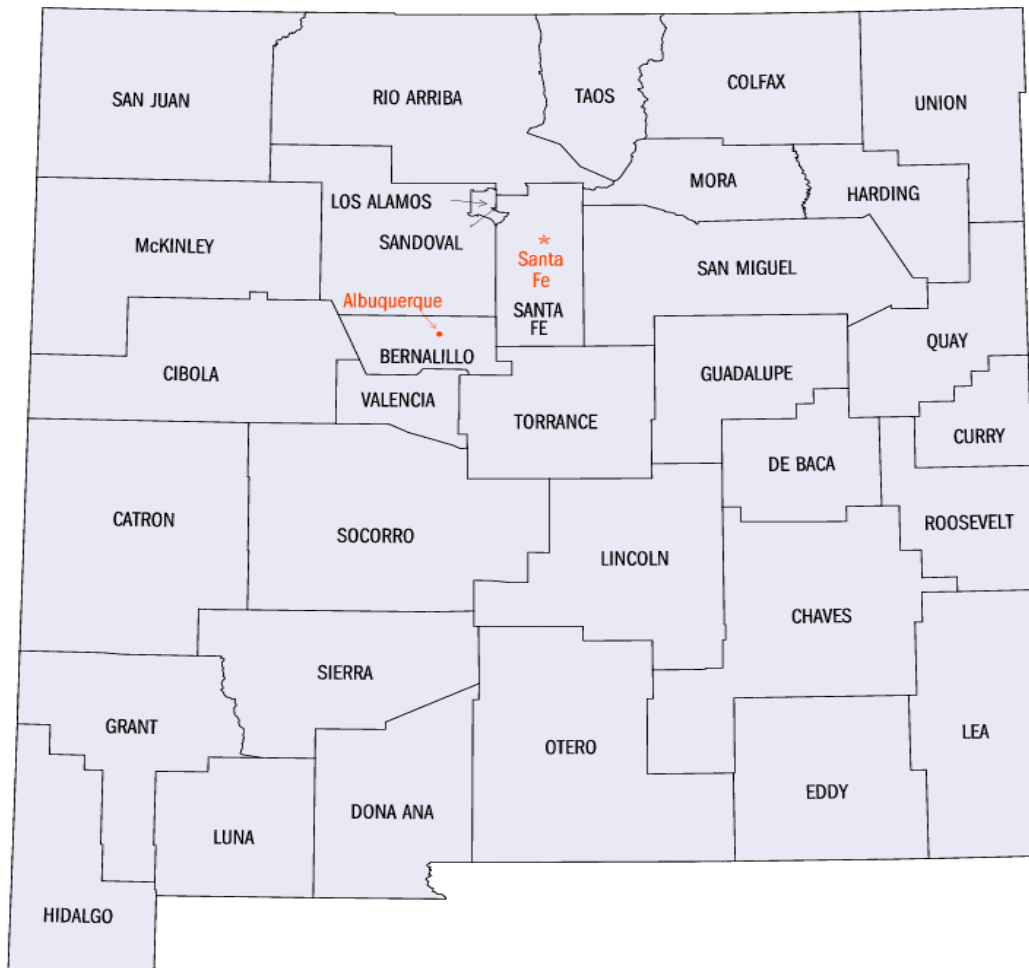 SAN JUAN
RIO ARRIBA
TAOS
COLFAX
UNION
LOS ALAMOS
MORA
HARDING
McKINLEY
SANDOVAL
Santa
Fe
SAN MIGUEL
Albuquerque
SANTA
FE
BERNALILLO
QUAY
CIBOLA
GUADALUPE
VALENCIA
TORRANCE
CURRY
DE BACA
CATRON
SOCORRO
ROOSEVELT
LINCOLN
CHAVES
SIERRA
GRANT
OTERO
LEA
EDDY
DONA ANA
LUNA
HIDALGO